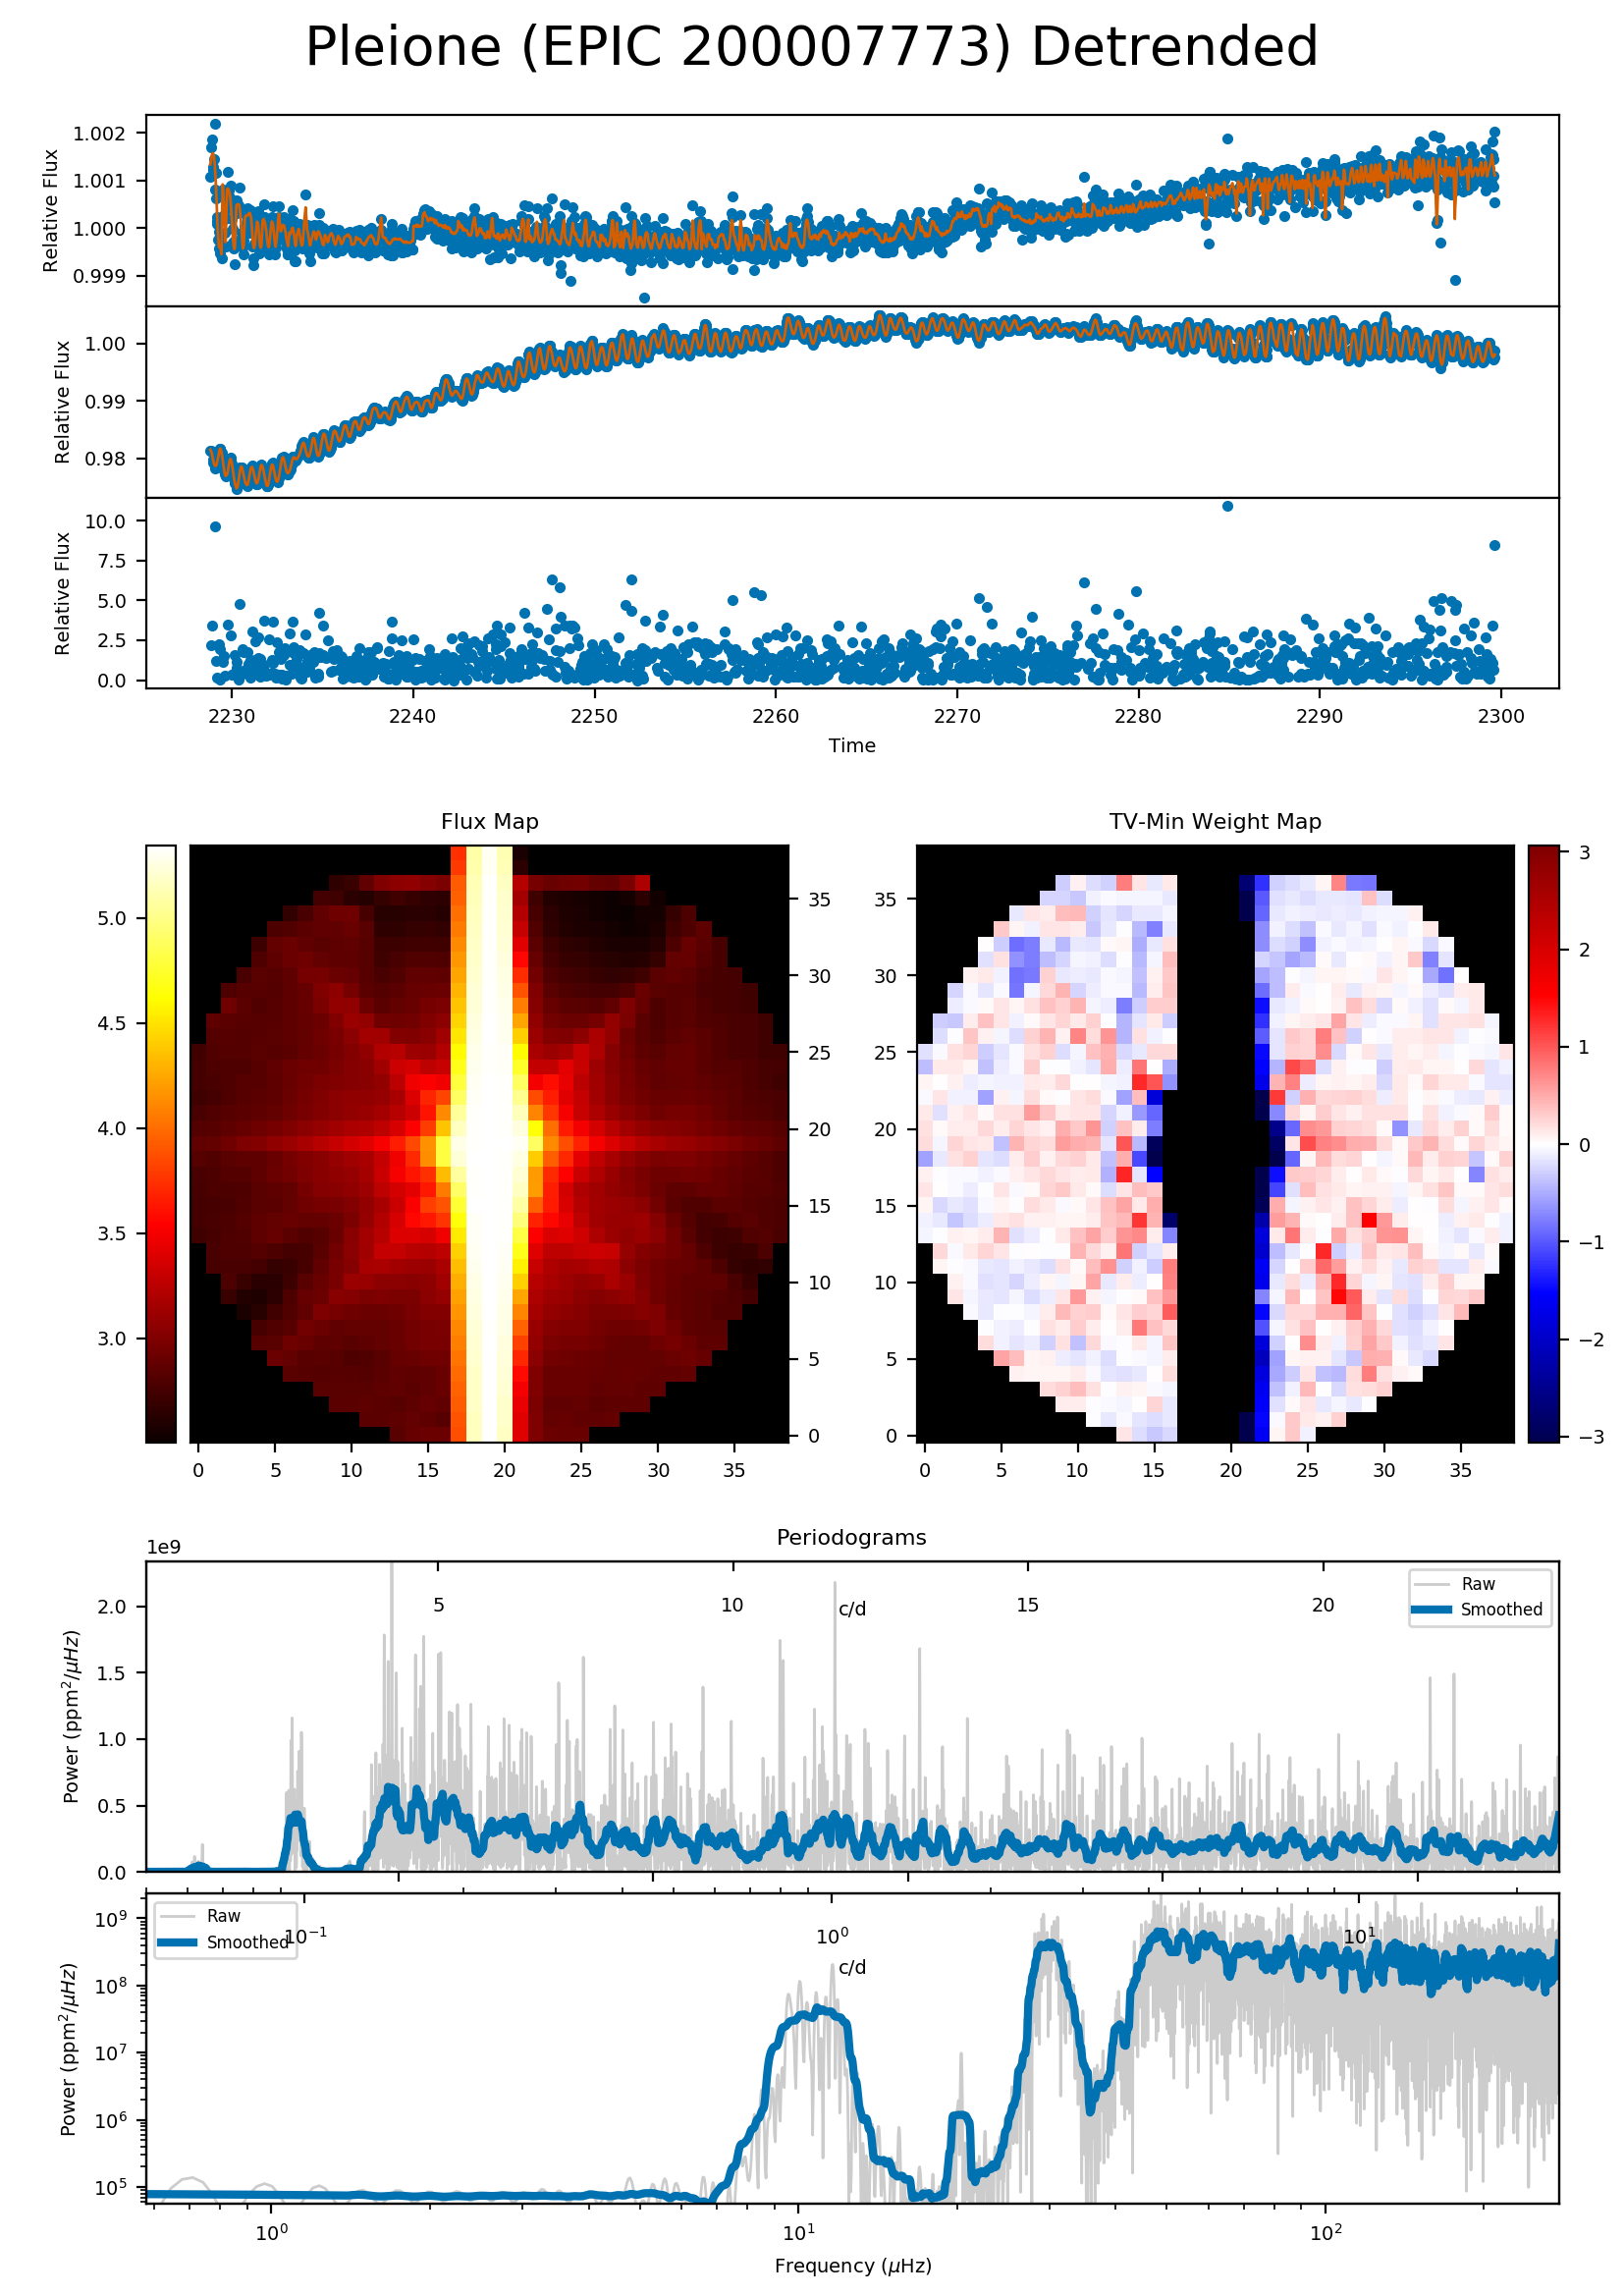 Pleione (EPIC 200007773) Detrended
Relative Flux
1.002
1.001
1.000
0.999
Relative Flux
1.00
0.99
0.98
Relative Flux
10.0
7.5
5.0
2.5
0.0
2230 2240 2250 2260 2270 2280 2290 2300
Time
Flux Map
5.0
4.5
4.0
3.5
3.0
35
30
25
20
15
10
5
0
0 5 10 15 20 25 30 35
TV-Min Weight Map
35
30
25
20
15
10
5
0
0 5 10 15 20 25 30 35
3
2
1
0
−1
−2
−3
Periodograms
1e9
Power (ppm²/μHz)
2.0
1.5
1.0
0.5
0.0
5 10 15 20
c/d
Raw
Smoothed
Power (ppm²/μHz)
10⁹
10⁸
10⁷
10⁶
10⁵
Raw
Smoothed
10⁻¹ 10⁰ 10¹
c/d
10⁰ 10¹ 10²
Frequency (μHz)